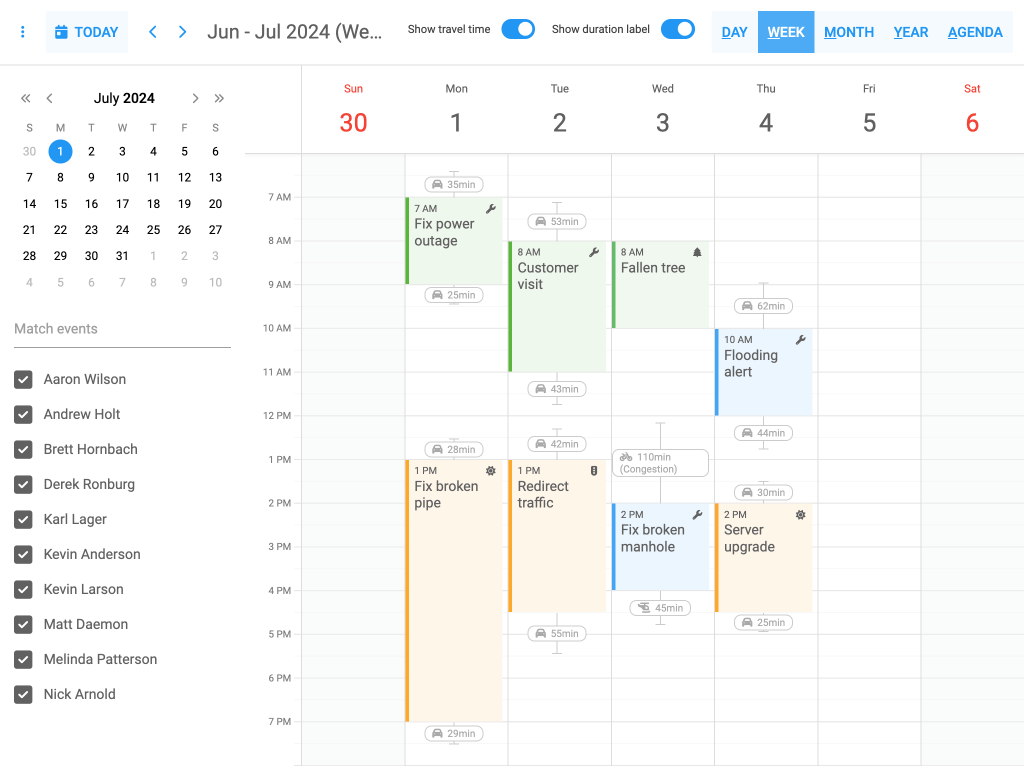 TODAY
Jun - Jul 2024 (We...
Show travel time
Show duration label
DAY
WEEK
MONTH
YEAR
AGENDA
July 2024
S M T W T F S
30 1 2 3 4 5 6
7 8 9 10 11 12 13
14 15 16 17 18 19 20
21 22 23 24 25 26 27
28 29 30 31 1 2 3
4 5 6 7 8 9 10
Match events
Aaron Wilson
Andrew Holt
Brett Hornbach
Derek Ronburg
Karl Lager
Kevin Anderson
Kevin Larson
Matt Daemon
Melinda Patterson
Nick Arnold
Sun Mon Tue Wed Thu Fri Sat
30 1 2 3 4 5 6
7 AM
8 AM
9 AM
10 AM
11 AM
12 PM
1 PM
2 PM
3 PM
4 PM
5 PM
6 PM
7 PM
35min
7 AM
Fix power
outage
25min
28min
1 PM
Fix broken
pipe
29min
53min
8 AM
Customer
visit
43min
42min
1 PM
Redirect
traffic
55min
8 AM
Fallen tree
110min
(Congestion)
2 PM
Fix broken
manhole
45min
62min
10 AM
Flooding
alert
44min
30min
2 PM
Server
upgrade
25min